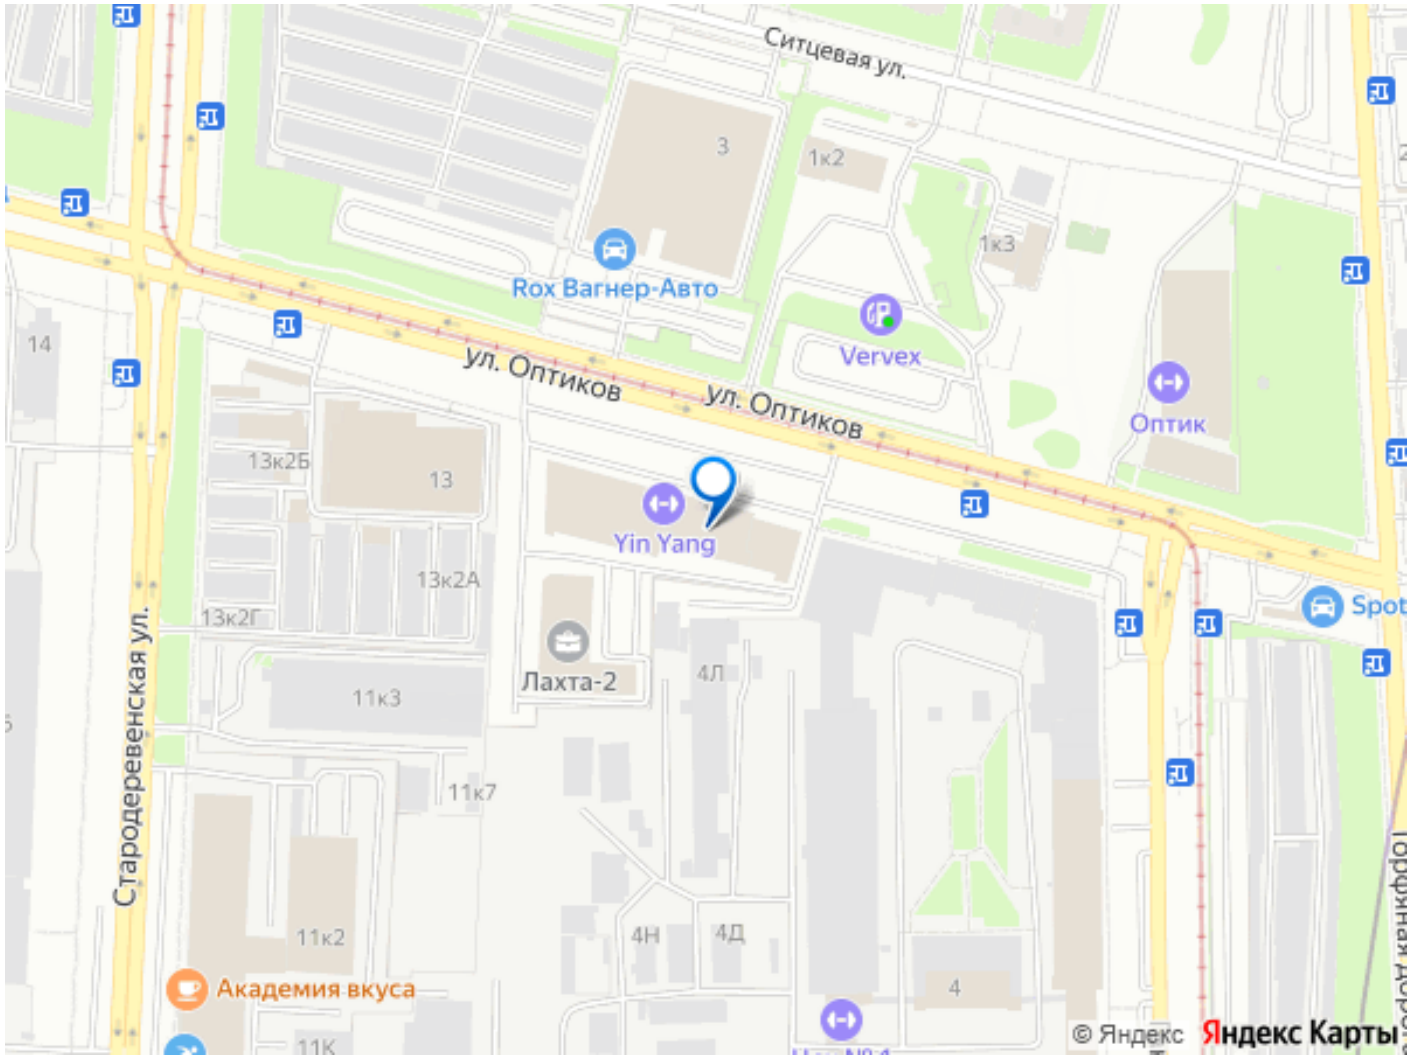 Ситцевая ул.
3
1к2
1к3
Rox Вагнер-Авто
Vervex
14
ул. Оптиков
ул. Оптиков
Оптик
13к2Б
13
Yin Yang
13к2А
13к2Г
Spot
Лахта-2
4Л
11к3
Стародеревенская ул.
11к7
11к2
4Н
4Д
Академия вкуса
4
11К
© Яндекс
Яндекс Карты